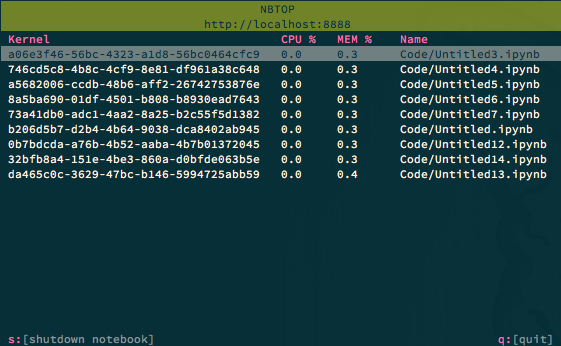 NBTOP
http://localhost:8888
Kernel CPU % MEM % Name
a06e3f46-56bc-4323-a1d8-56bc0464cfc9 0.0 0.3 Code/Untitled3.ipynb
746cd5c8-4b8c-4cf9-8e81-df961a38c648 0.0 0.3 Code/Untitled4.ipynb
a5682006-ccdb-48b6-aff2-26742753876e 0.0 0.3 Code/Untitled5.ipynb
8a5ba690-01df-4501-b808-b8930ead7643 0.0 0.3 Code/Untitled6.ipynb
73a41db0-adc1-4aa2-8a25-b2c55f5d1382 0.0 0.3 Code/Untitled7.ipynb
b206d5b7-d2b4-4b64-9038-dca8402ab945 0.0 0.3 Code/Untitled.ipynb
0b7bdcda-a76b-4b52-aaba-4b7b01372045 0.0 0.3 Code/Untitled12.ipynb
32bfb8a4-151e-4be3-860a-d0bfde063b5e 0.0 0.3 Code/Untitled14.ipynb
da465c0c-3629-47bc-b146-5994725abb59 0.0 0.4 Code/Untitled13.ipynb
s:[shutdown notebook] q:[quit]